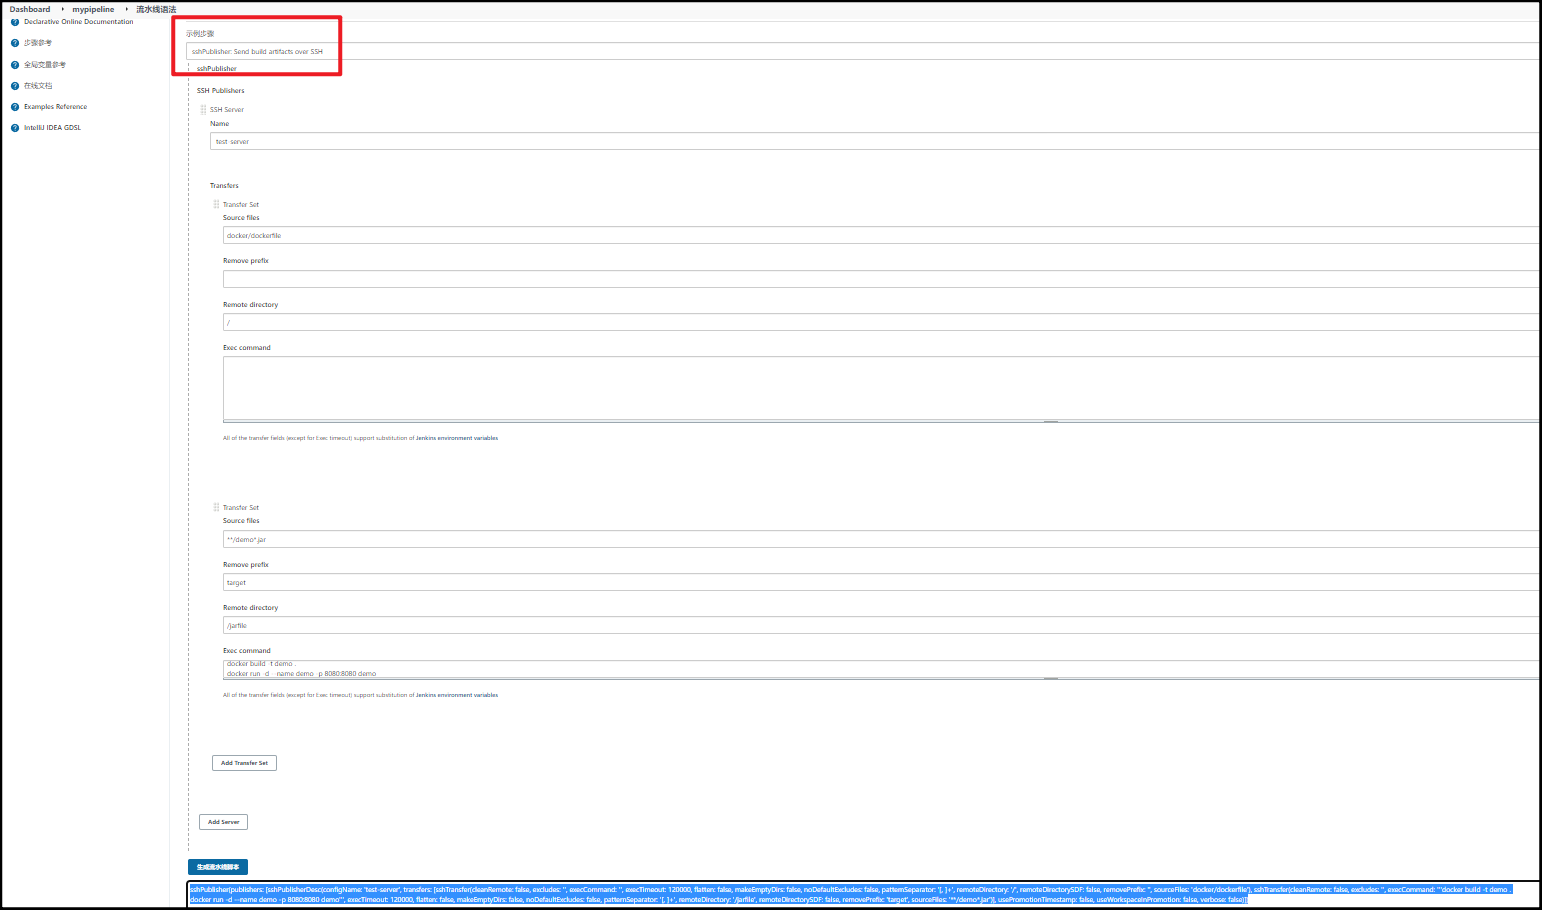 Dashboard › mypipeline › 流水线语法
Declarative Online Documentation
步骤参考
全局变量参考
在线文档
Examples Reference
IntelliJ IDEA GDSL
示例步骤
sshPublisher: Send build artifacts over SSH
sshPublisher
SSH Publishers
SSH Server
Name
test-server
Transfers
Transfer Set
Source files
docker/dockerfile
Remove prefix
Remote directory
/
Exec command
All of the transfer fields (except for Exec timeout) support substitution of Jenkins environment variables
Transfer Set
Source files
**/demo*.jar
Remove prefix
target
Remote directory
/jarfile
Exec command
docker build -t demo .
docker run -d --name demo -p 8080:8080 demo
All of the transfer fields (except for Exec timeout) support substitution of Jenkins environment variables
Add Transfer Set
Add Server
生成流水线脚本
sshPublisher(publishers: [sshPublisherDesc(configName: 'test-server', transfers: [sshTransfer(cleanRemote: false, excludes: '', execCommand: '', execTimeout: 120000, flatten: false, makeEmptyDirs: false, noDefaultExcludes: false, patternSeparator: '[, ]+', remoteDirectory: '/', remoteDirectorySDF: false, removePrefix: '', sourceFiles: 'docker/dockerfile'), sshTransfer(cleanRemote: false, excludes: '', execCommand: '''docker build -t demo .
docker run -d --name demo -p 8080:8080 demo''', execTimeout: 120000, flatten: false, makeEmptyDirs: false, noDefaultExcludes: false, patternSeparator: '[, ]+', remoteDirectory: '/jarfile', remoteDirectorySDF: false, removePrefix: 'target', sourceFiles: '**/demo*.jar')], usePromotionTimestamp: false, useWorkspaceInPromotion: false, verbose: false)])